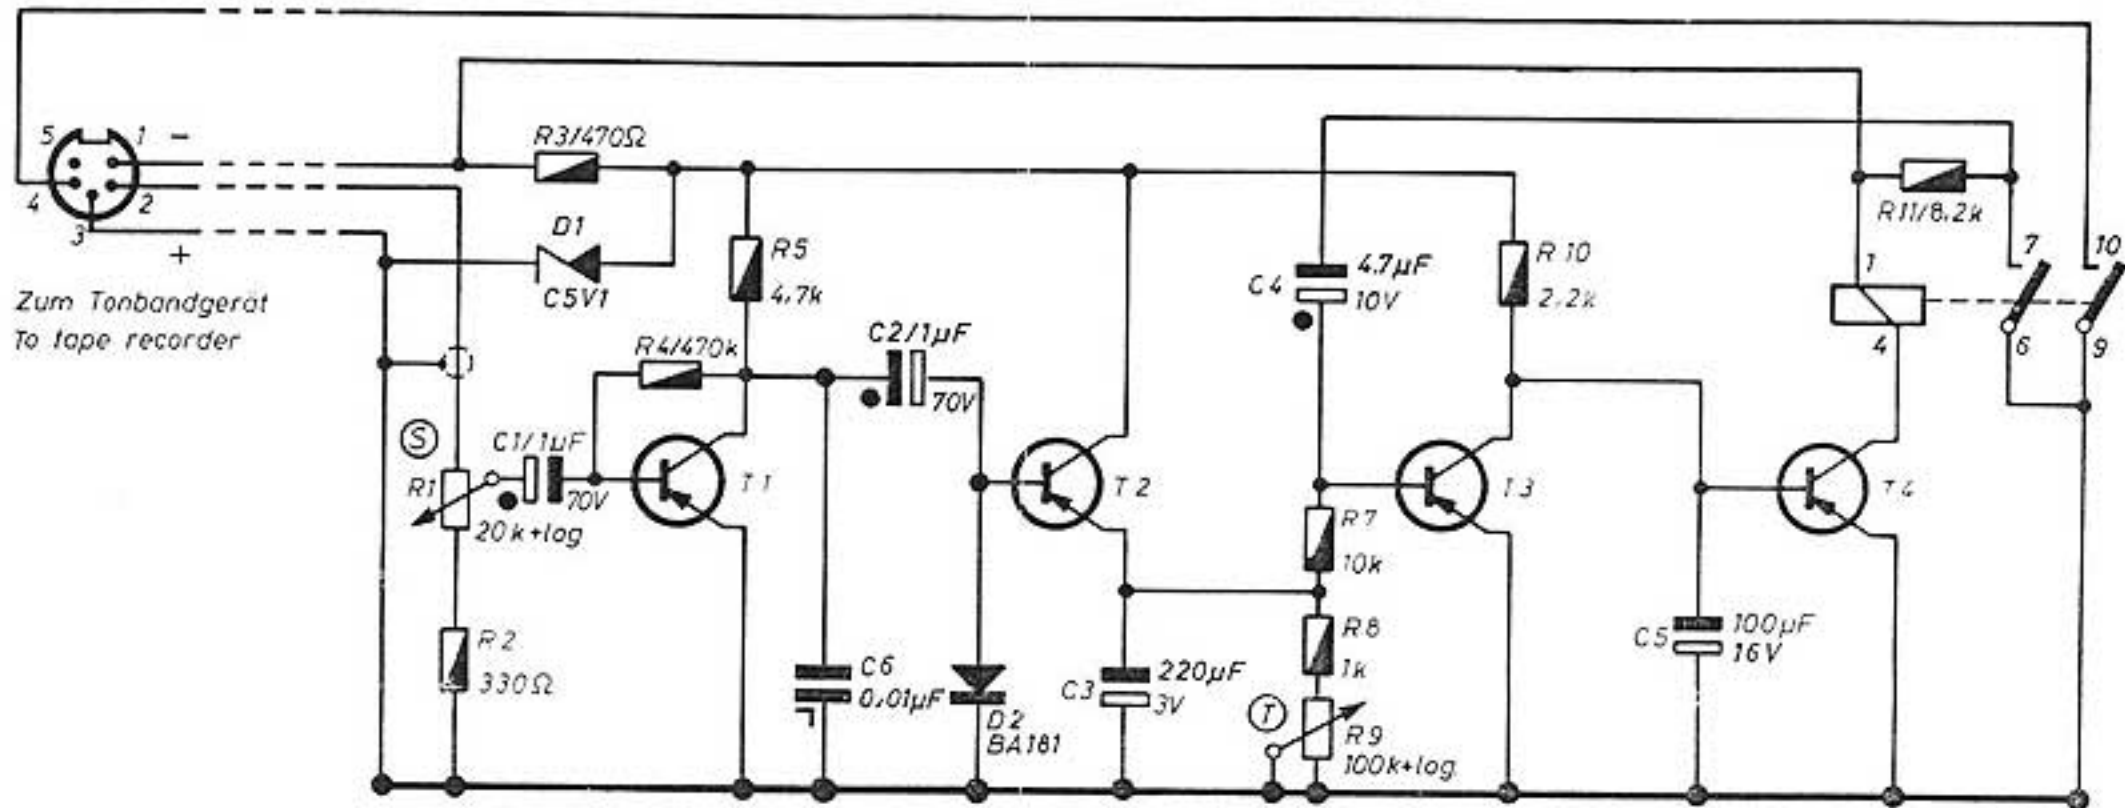 5
1
−
4
2
3
+
Zum Tonbandgerät
To tape recorder
R3/470Ω
D1
C5V1
R5
4,7k
R4/470k
C2/1µF
70V
S
R1
20k+log
C1/1µF
70V
T1
R2
330Ω
C6
0,01µF
D2
BA181
T2
C3
220µF
3V
C4
4,7µF
10V
R10
2,2k
R7
10k
R8
1k
T
R9
100k+log
T3
C5
100µF
16V
T4
R11/8,2k
1
4
7
10
6
9